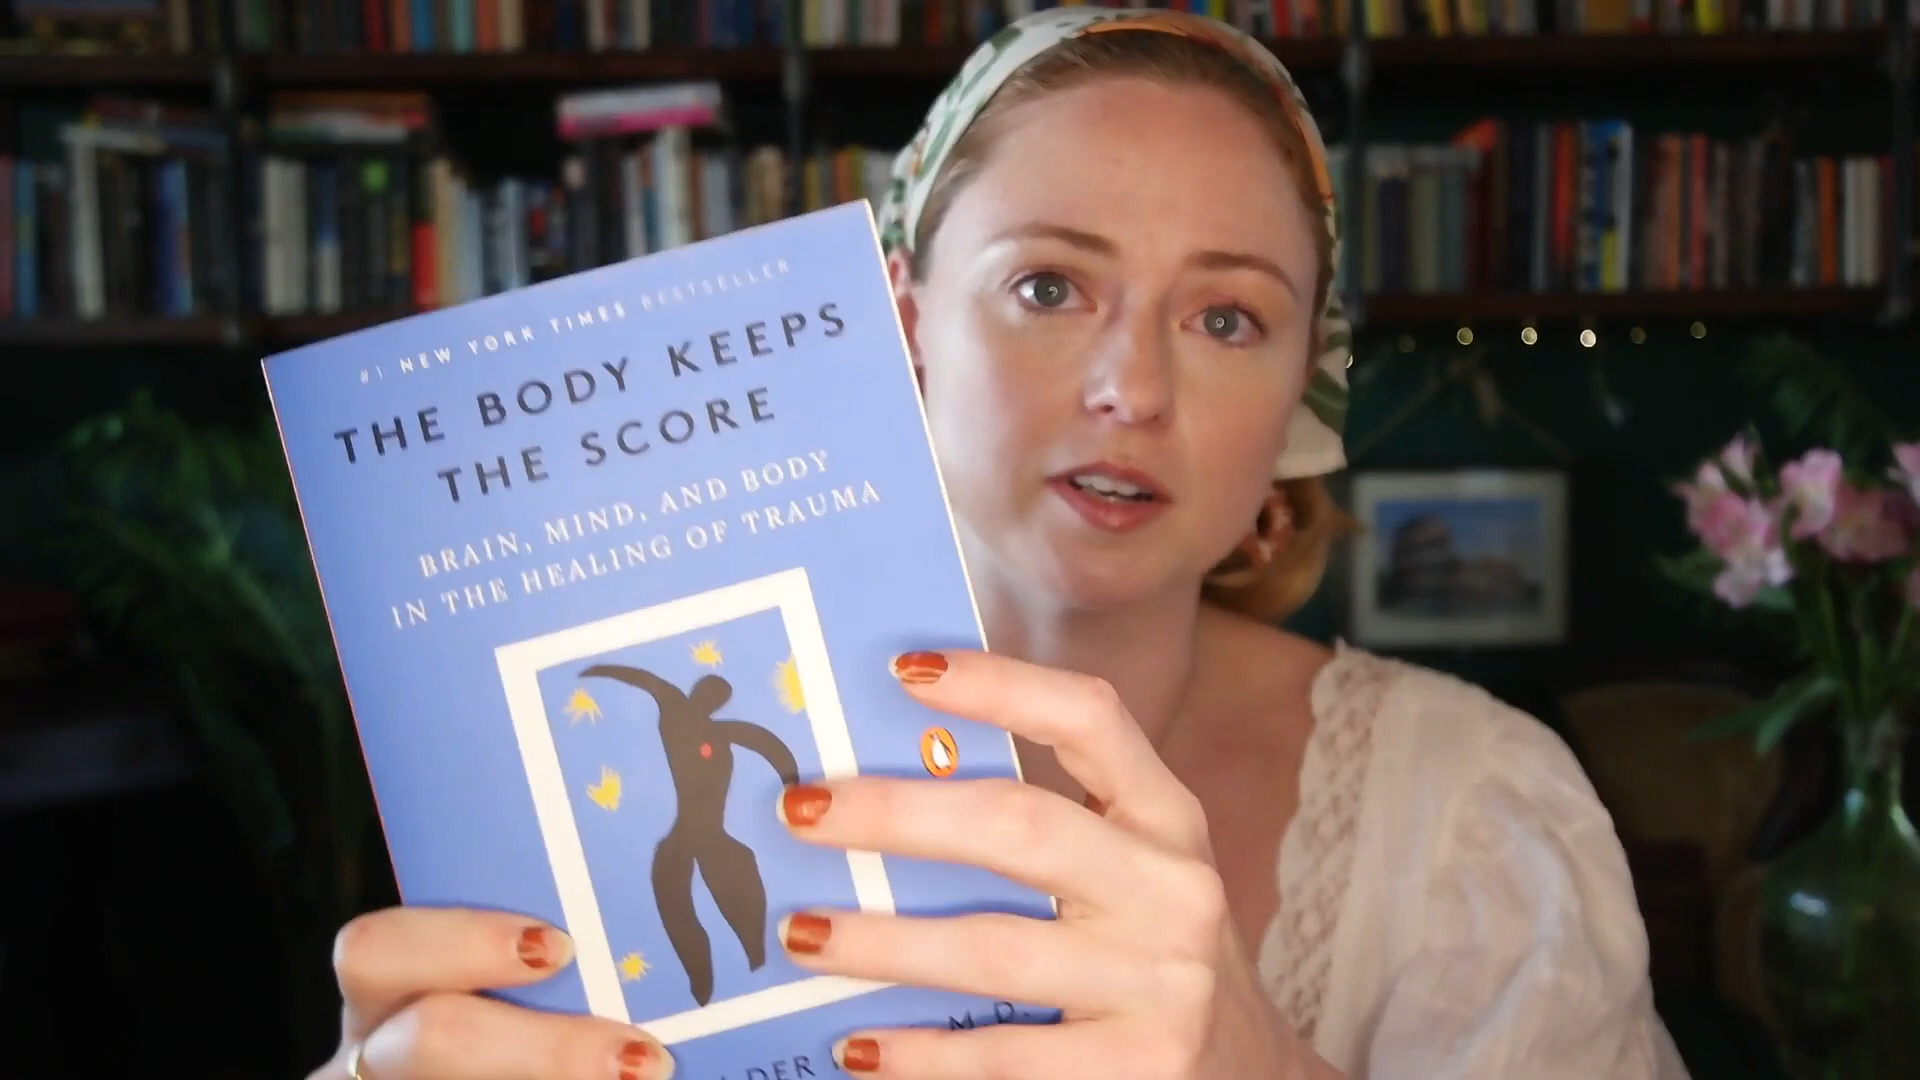 #1 NEW YORK TIMES BESTSELLER
THE BODY KEEPS
THE SCORE
BRAIN, MIND, AND BODY
IN THE HEALING OF TRAUMA
M.D.
DER